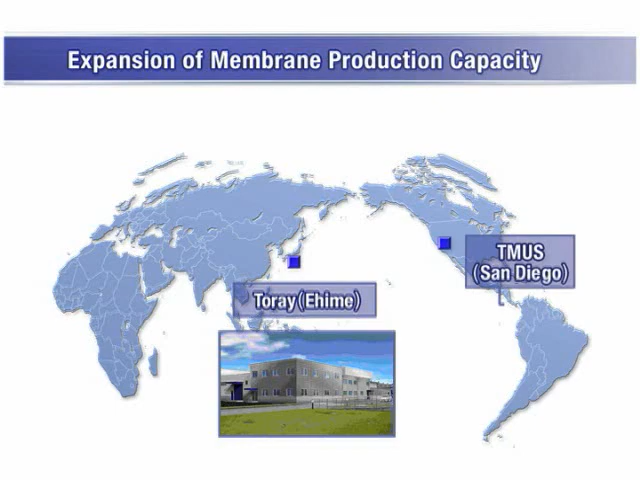 Expansion of Membrane Production Capacity
TMUS
(San Diego)
Toray(Ehime)